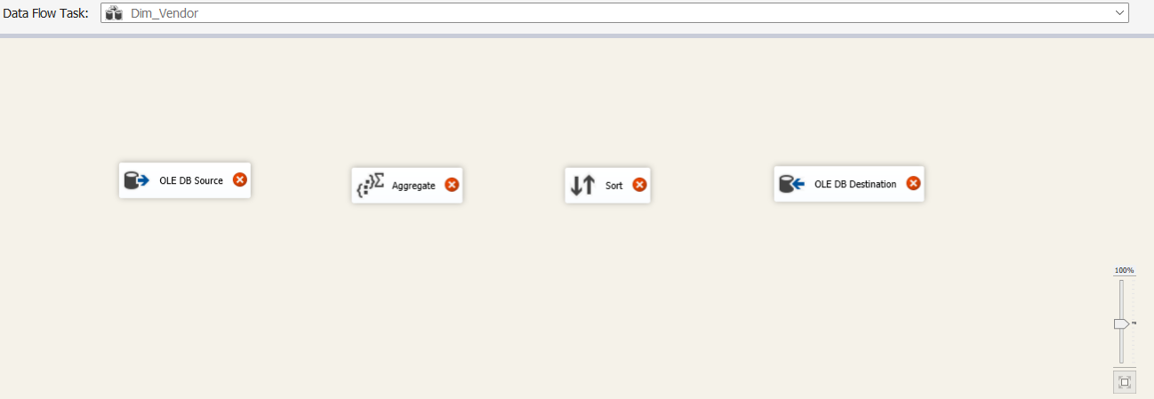 Data Flow Task: Dim_Vendor
OLE DB Source
Aggregate
Sort
OLE DB Destination
100%